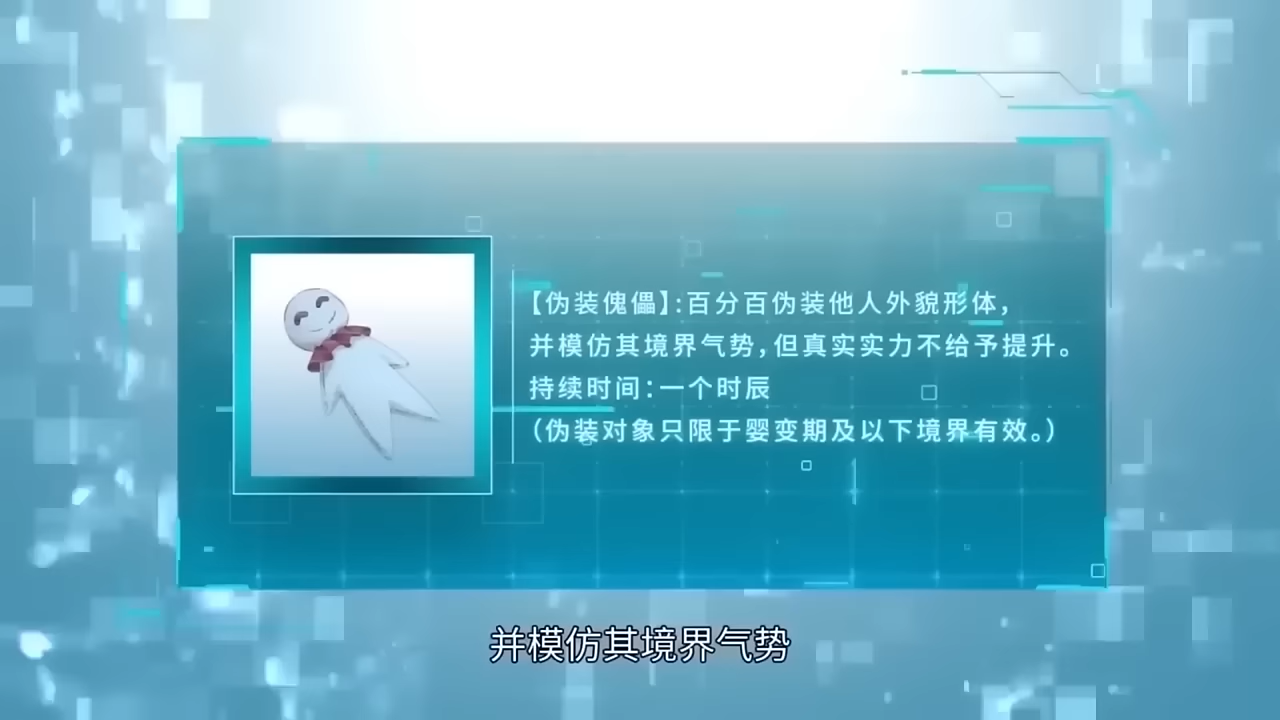 【伪装傀儡】:百分百伪装他人外貌形体,
并模仿其境界气势,但真实实力不给予提升。
持续时间:一个时辰
(伪装对象只限于婴变期及以下境界有效。)
并模仿其境界气势